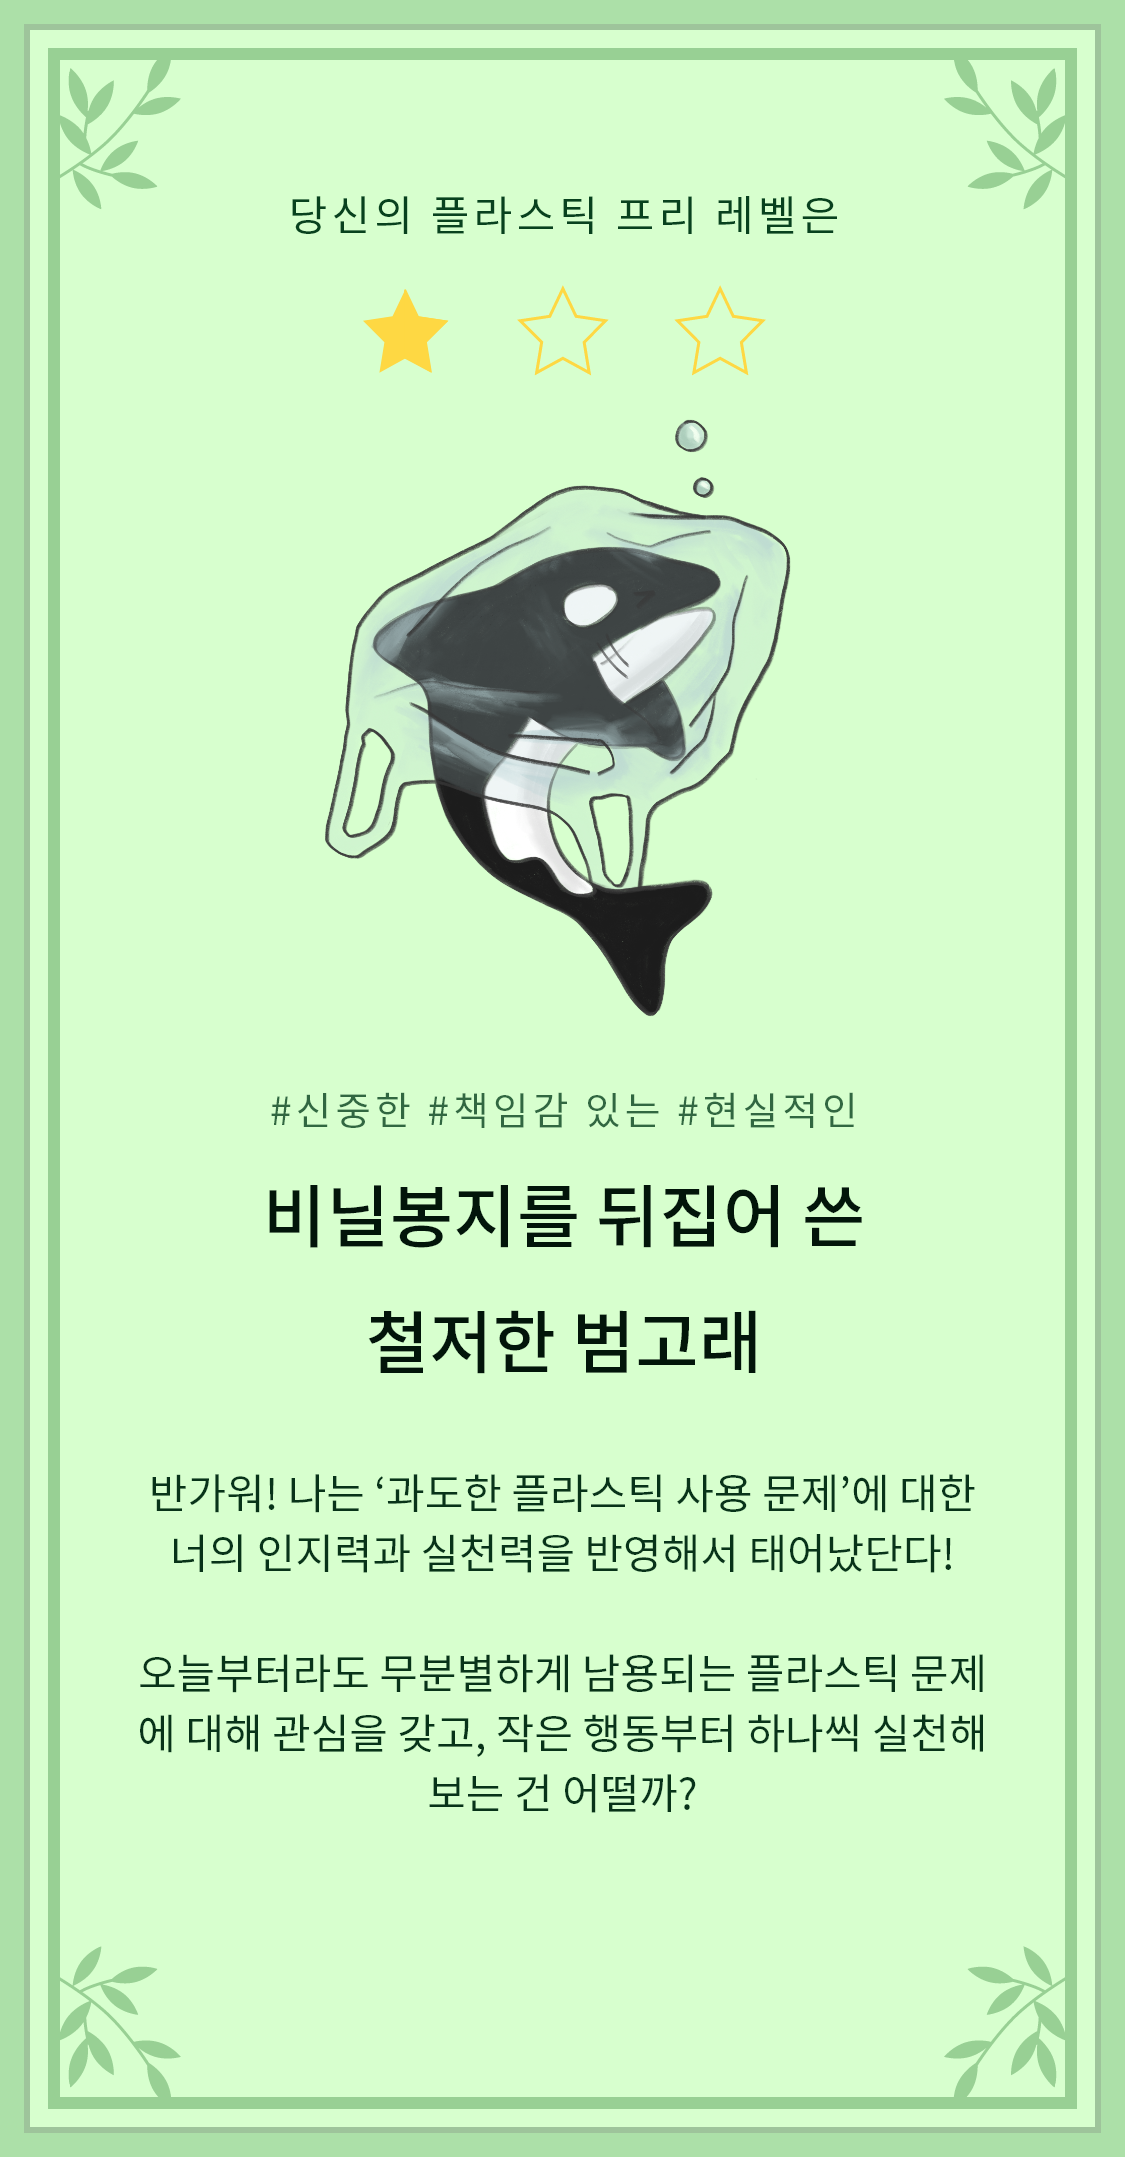 당신의 플라스틱 프리 레벨은
#신중한 #책임감 있는 #현실적인
비닐봉지를 뒤집어 쓴
철저한 범고래
반가워! 나는 ‘과도한 플라스틱 사용 문제’에 대한
너의 인지력과 실천력을 반영해서 태어났단다!
오늘부터라도 무분별하게 남용되는 플라스틱 문제
에 대해 관심을 갖고, 작은 행동부터 하나씩 실천해
보는 건 어떨까?